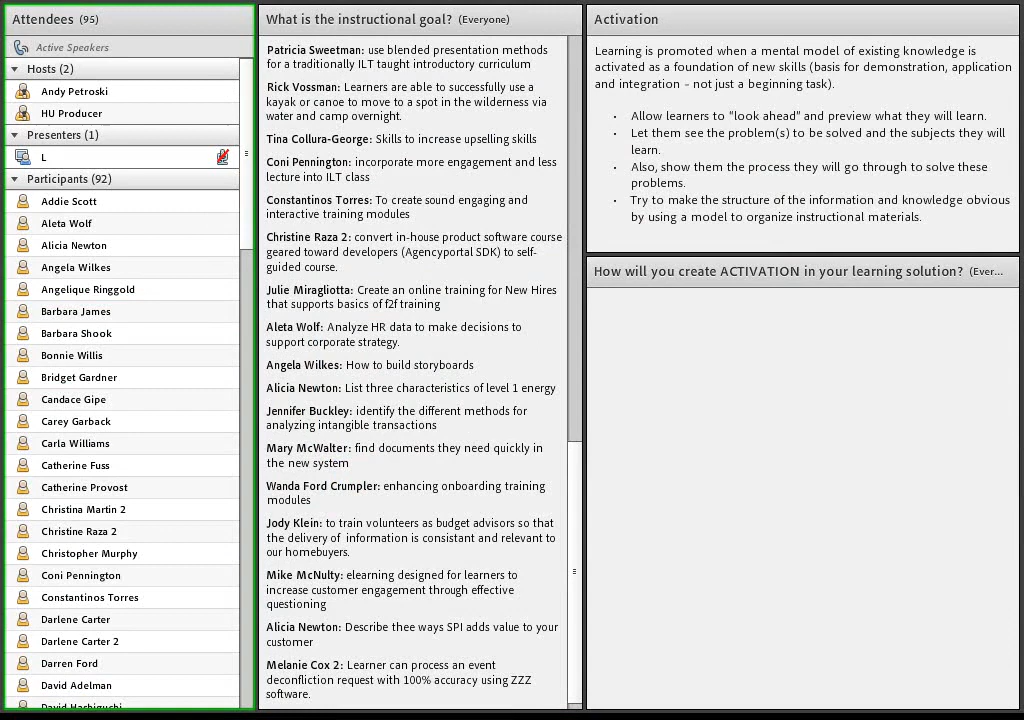 Attendees (95)
Active Speakers
Hosts (2)
Andy Petroski
HU Producer
Presenters (1)
L
Participants (92)
Addie Scott
Aleta Wolf
Alicia Newton
Angela Wilkes
Angelique Ringgold
Barbara James
Barbara Shook
Bonnie Willis
Bridget Gardner
Candace Gipe
Carey Garback
Carla Williams
Catherine Fuss
Catherine Provost
Christina Martin 2
Christine Raza 2
Christopher Murphy
Coni Pennington
Constantinos Torres
Darlene Carter
Darlene Carter 2
Darren Ford
David Adelman
David Hashiguchi
What is the instructional goal? (Everyone)
Patricia Sweetman: use blended presentation methods
for a traditionally ILT taught introductory curriculum
Rick Vossman: Learners are able to successfully use a
kayak or canoe to move to a spot in the wilderness via
water and camp overnight.
Tina Collura-George: Skills to increase upselling skills
Coni Pennington: incorporate more engagement and less
lecture into ILT class
Constantinos Torres: To create sound engaging and
interactive training modules
Christine Raza 2: convert in-house product software course
geared toward developers (Agencyportal SDK) to self-
guided course.
Julie Miragliotta: Create an online training for New Hires
that supports basics of f2f training
Aleta Wolf: Analyze HR data to make decisions to
support corporate strategy.
Angela Wilkes: How to build storyboards
Alicia Newton: List three characteristics of level 1 energy
Jennifer Buckley: identify the different methods for
analyzing intangible transactions
Mary McWalter: find documents they need quickly in
the new system
Wanda Ford Crumpler: enhancing onboarding training
modules
Jody Klein: to train volunteers as budget advisors so that
the delivery of information is consistant and relevant to
our homebuyers.
Mike McNulty: elearning designed for learners to
increase customer engagement through effective
questioning
Alicia Newton: Describe thee ways SPI adds value to your
customer
Melanie Cox 2: Learner can process an event
deconfliction request with 100% accuracy using ZZZ
software.
Activation
Learning is promoted when a mental model of existing knowledge is
activated as a foundation of new skills (basis for demonstration, application
and integration – not just a beginning task).
• Allow learners to "look ahead" and preview what they will learn.
• Let them see the problem(s) to be solved and the subjects they will
learn.
• Also, show them the process they will go through to solve these
problems.
• Try to make the structure of the information and knowledge obvious
by using a model to organize instructional materials.
How will you create ACTIVATION in your learning solution? (Ever...